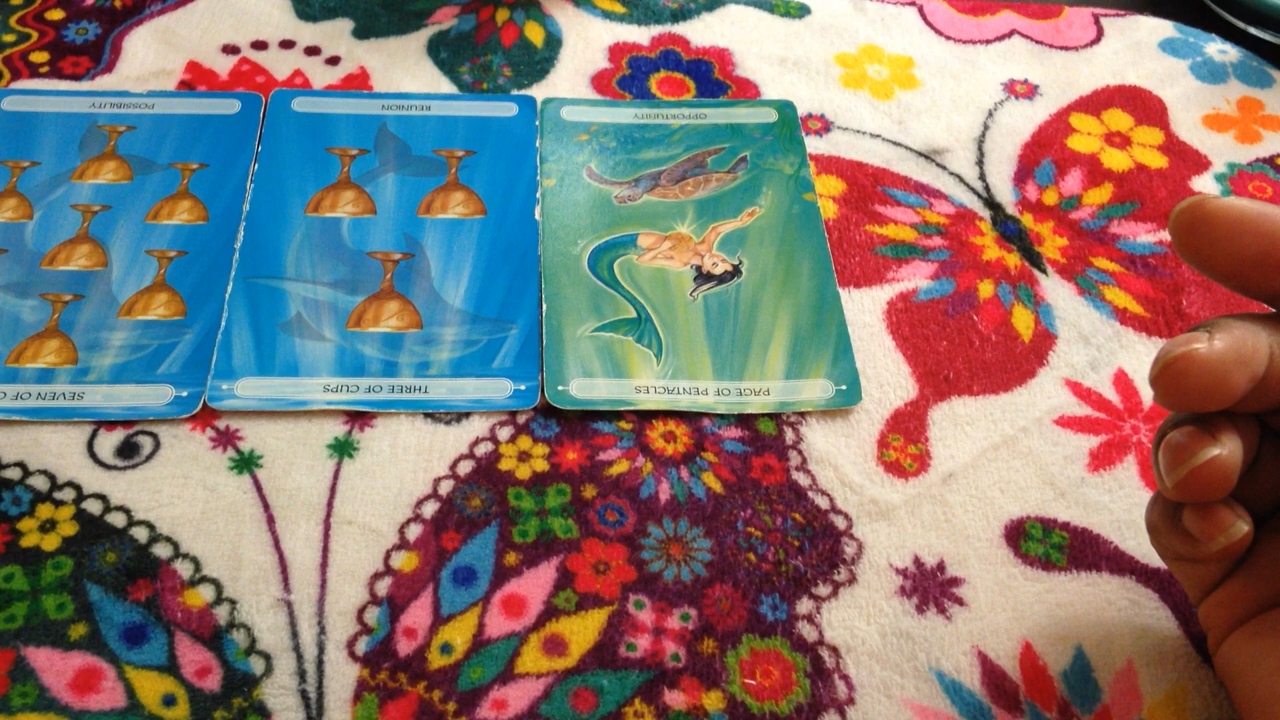 POSSIBILITY
SEVEN OF C
REUNION
THREE OF CUPS
OPPORTUNITY
PAGE OF PENTACLES